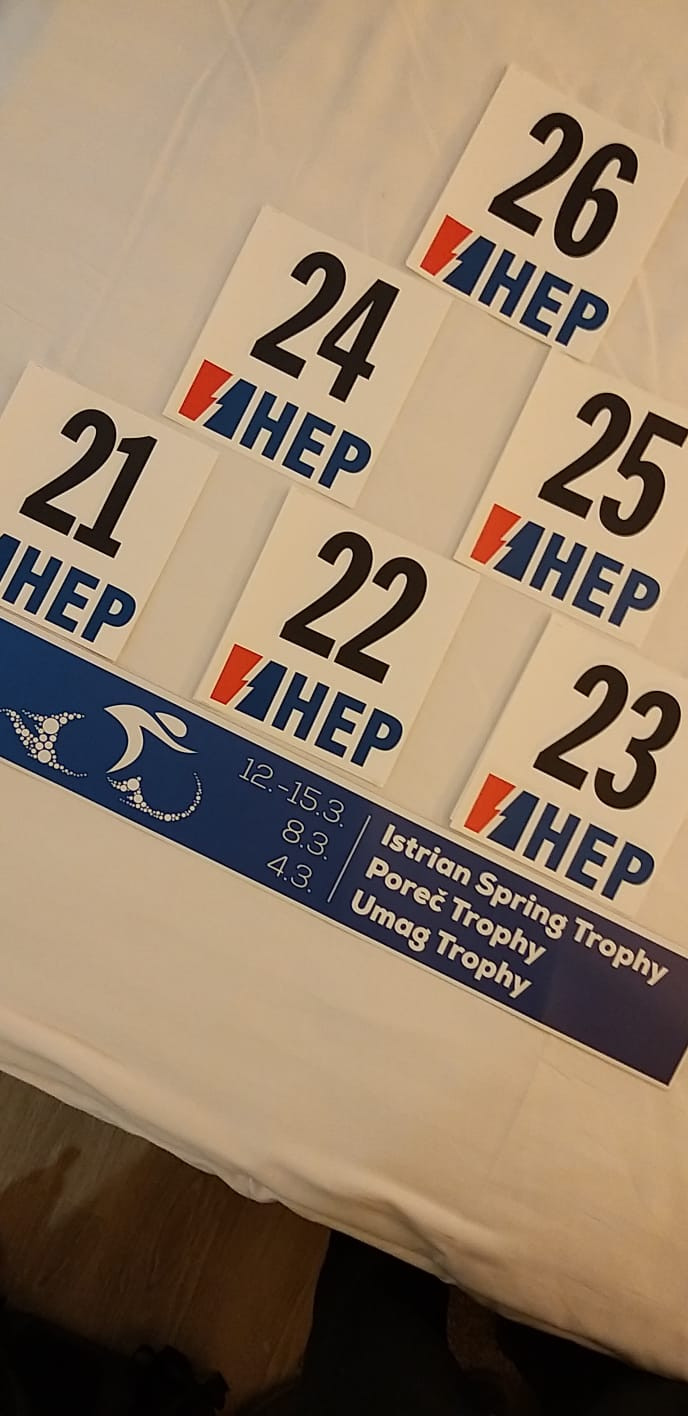 26
HEP
24
HEP
25
HEP
21
HEP
22
HEP
23
HEP
12.-15.3. Istrian Spring Trophy
8.3. Poreč Trophy
4.3. Umag Trophy